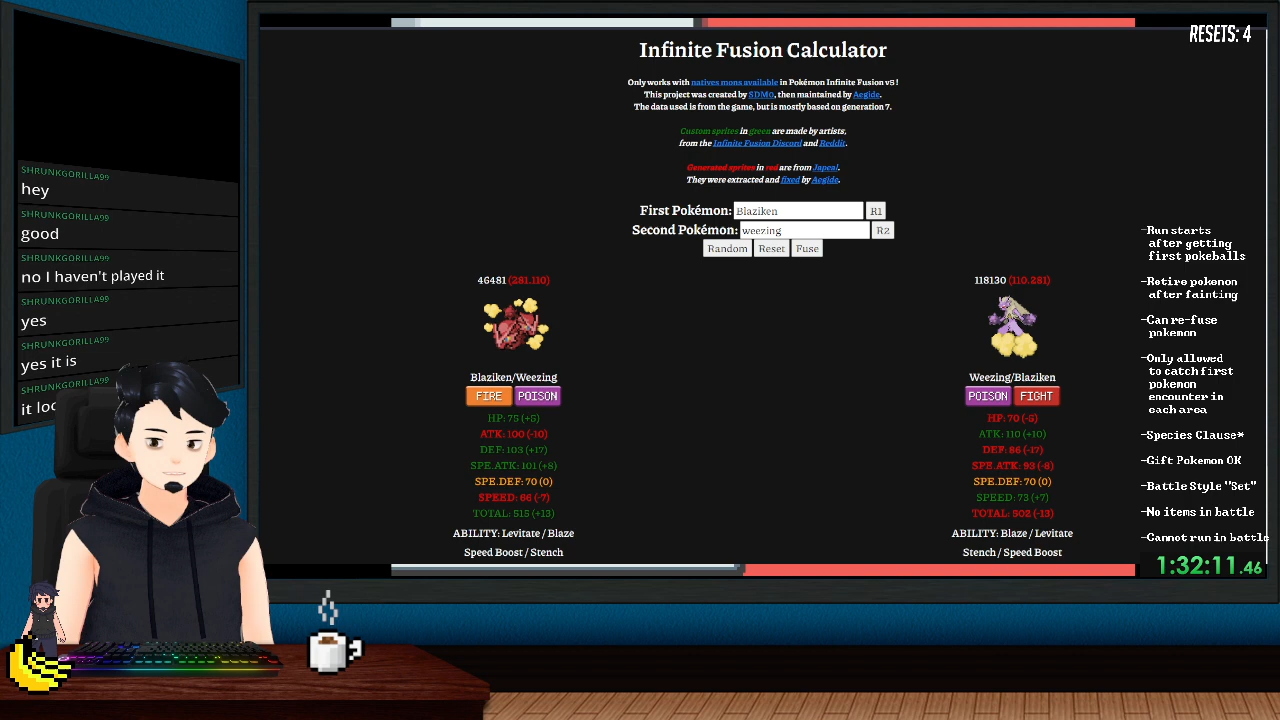 RESETS: 4
SHRUNKGORILLA99
hey
SHRUNKGORILLA99
good
SHRUNKGORILLA99
no I haven't played it
SHRUNKGORILLA99
yes
SHRUNKGORILLA99
yes it is
SHRUNKGORILLA99
Infinite Fusion Calculator
Only works with natives mons available in Pokémon Infinite Fusion v5!
This project was created by SDM0, then maintained by Aegide.
The data used is from the game, but is mostly based on generation 7.
Custom sprites in green are made by artists,
from the Infinite Fusion Discord and Reddit.
Generated sprites in red are from Japeal.
They were extracted and fixed by Aegide.
First Pokémon: Blaziken R1
Second Pokémon: weezing R2
Random Reset Fuse
46481 (281.110)
Blaziken/Weezing
FIRE POISON
HP: 75 (+5)
ATK: 100 (-10)
DEF: 103 (+17)
SPE.ATK: 101 (+8)
SPE.DEF: 70 (0)
SPEED: 66 (-7)
TOTAL: 515 (+13)
ABILITY: Levitate / Blaze
Speed Boost / Stench
118130 (110.281)
Weezing/Blaziken
POISON FIGHT
HP: 70 (-5)
ATK: 110 (+10)
DEF: 86 (-17)
SPE.ATK: 93 (-8)
SPE.DEF: 70 (0)
SPEED: 73 (+7)
TOTAL: 502 (-13)
ABILITY: Blaze / Levitate
Stench / Speed Boost
-Run starts
after getting
first pokeballs
-Retire pokemon
after fainting
-Can re-fuse
pokemon
-Only allowed
to catch first
pokemon
encounter in
each area
-Species Clause
-Gift Pokemon OK
-Battle Style "Set"
-No items in battle
-Cannot run in battle
1:32:11.46